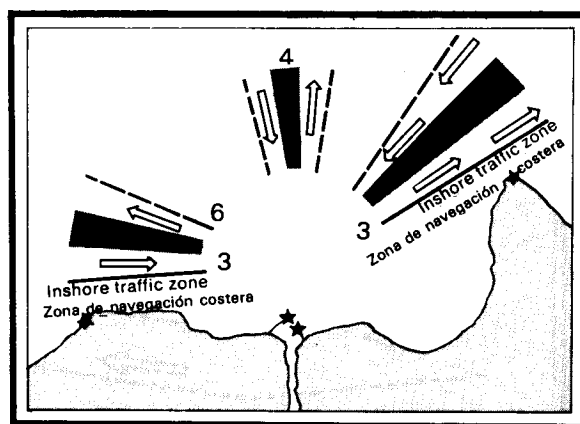 4
Inshore traffic zone
Zona de navegación costera
3
6
3
Inshore traffic zone
Zona de navegación costera